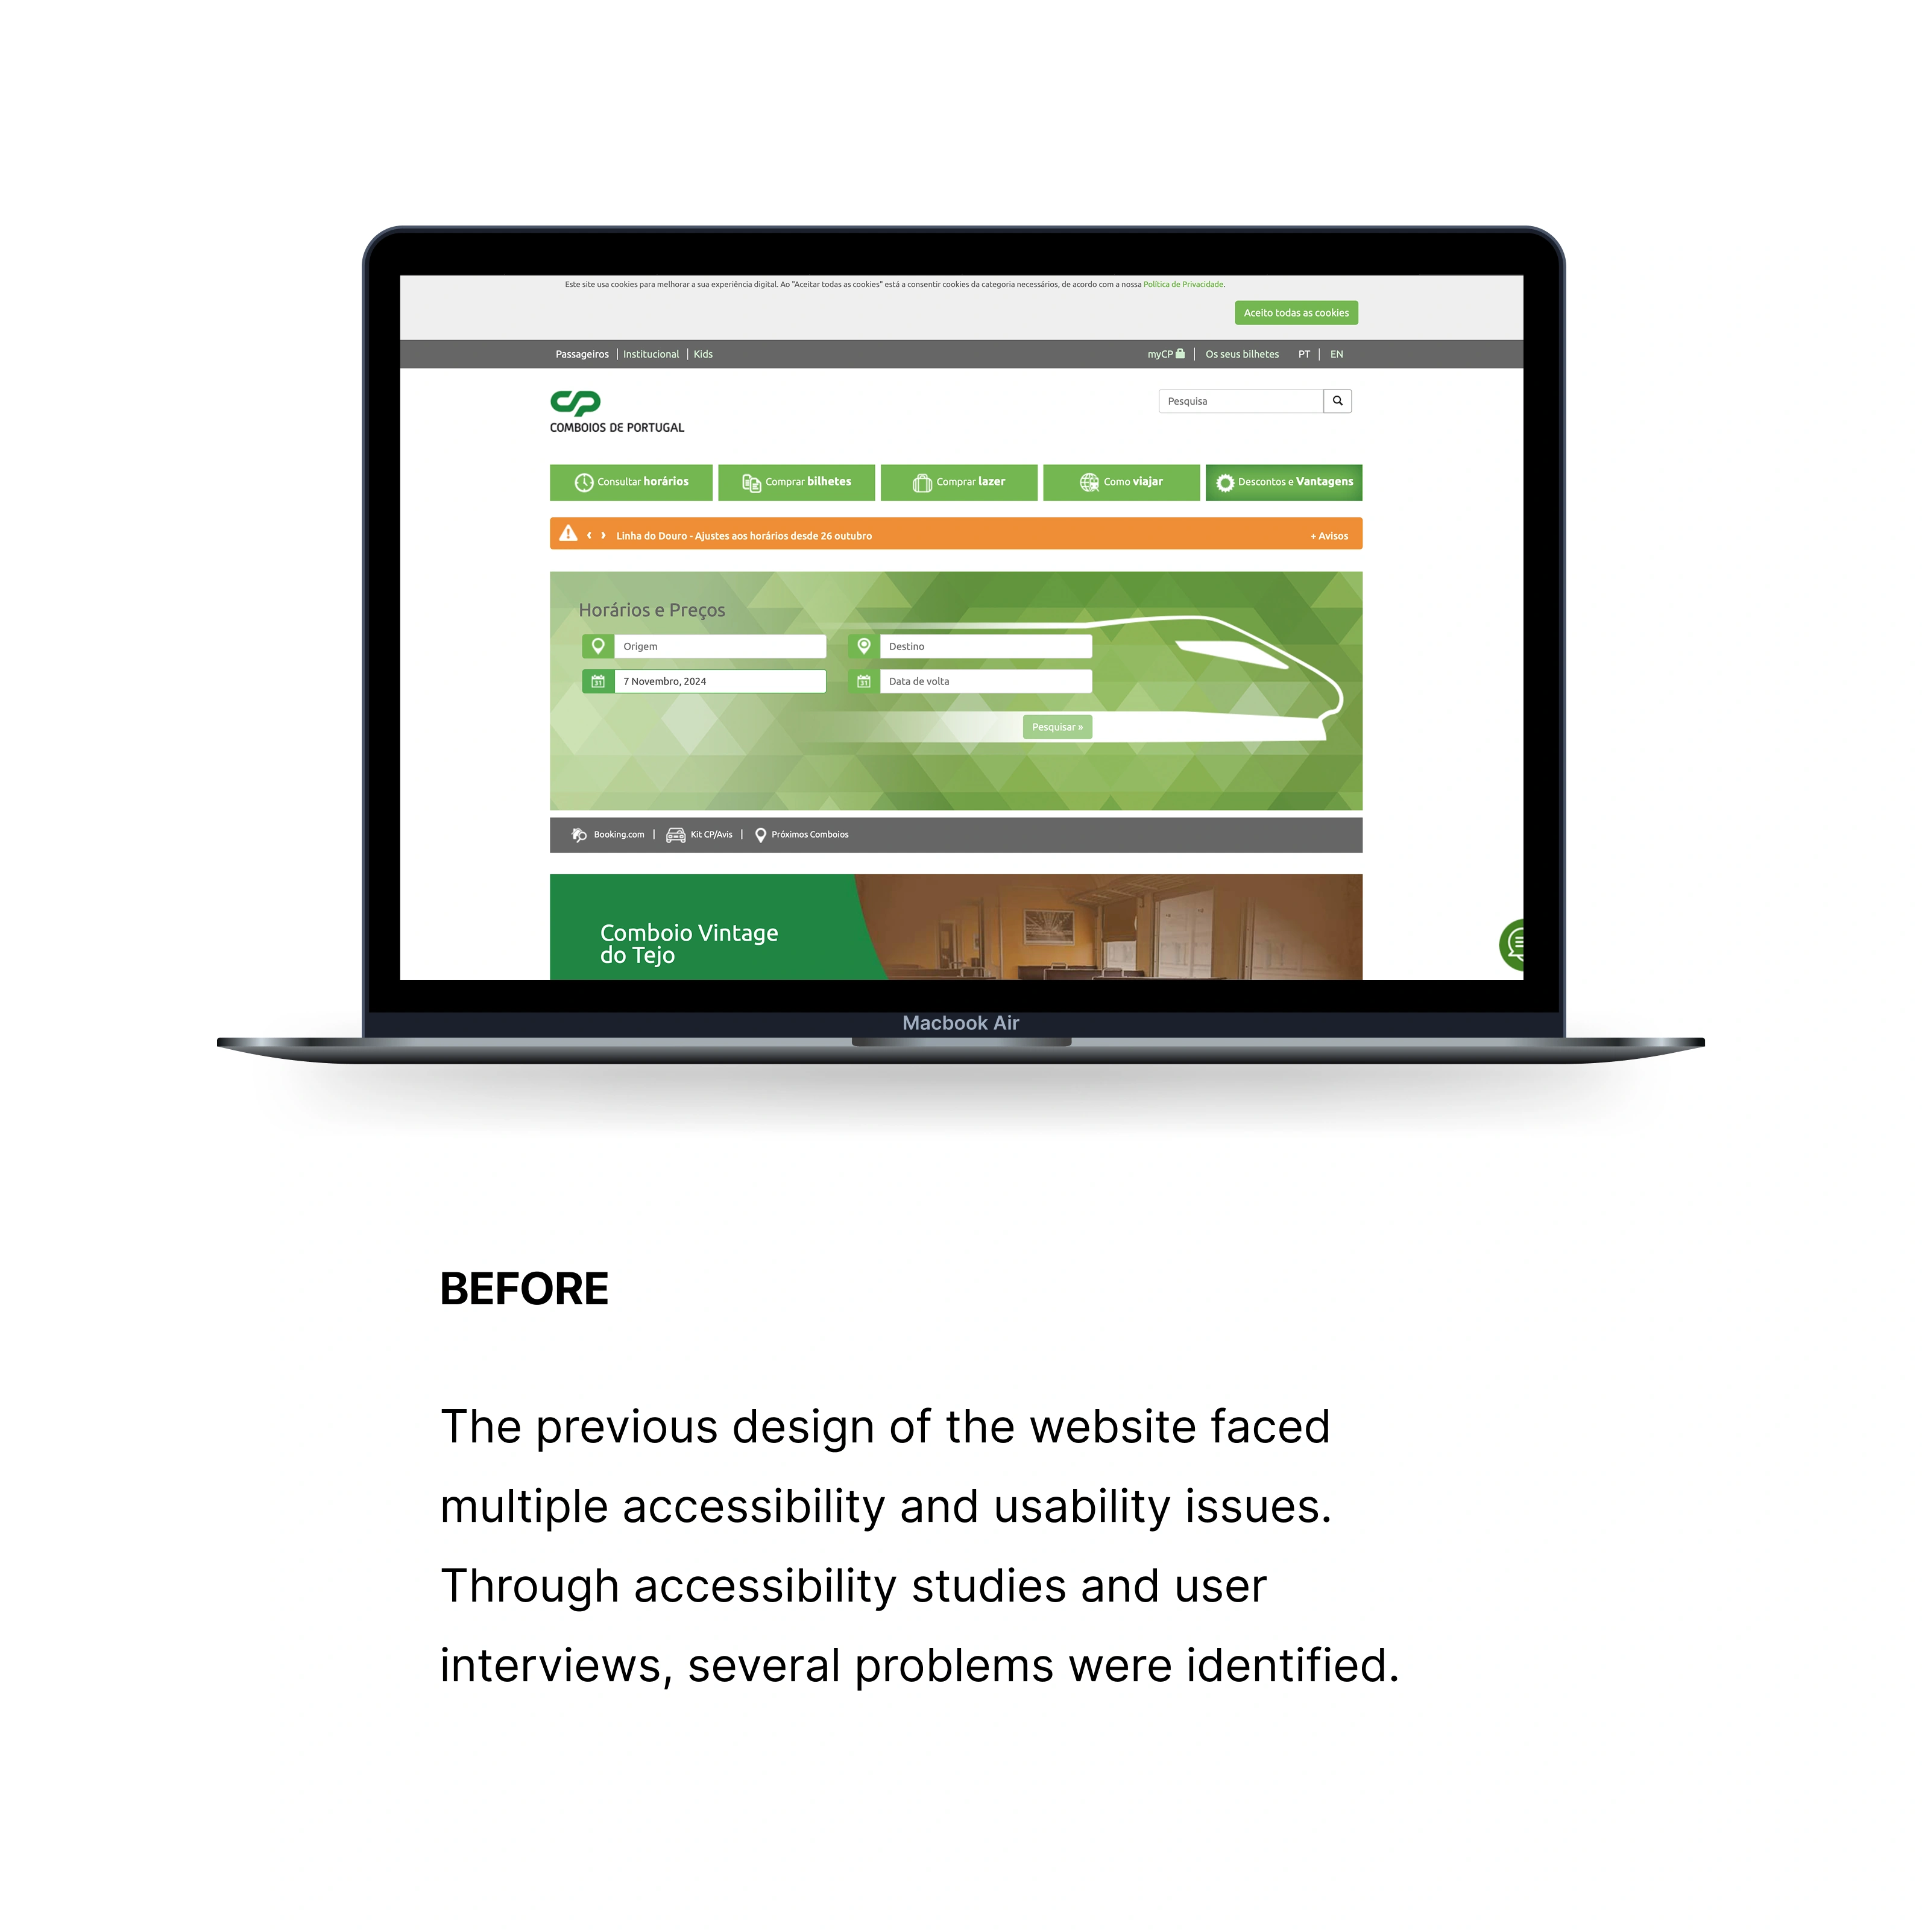 Este site usa cookies para melhorar a sua experiência digital. Ao "Aceitar todas as cookies" está a consentir cookies da categoria necessários, de acordo com a nossa Política de Privacidade.
Aceito todas as cookies
Passageiros | Institucional | Kids
myCP | Os seus bilhetes PT | EN
CP
COMBOIOS DE PORTUGAL
Pesquisa
Consultar horários
Comprar bilhetes
Comprar lazer
Como viajar
Descontos e Vantagens
‹ › Linha do Douro - Ajustes aos horários desde 26 outubro
+ Avisos
Horários e Preços
Origem
Destino
31 7 Novembro, 2024
31 Data de volta
Pesquisar »
Booking.com | Kit CP/Avis | Próximos Comboios
Comboio Vintage
do Tejo
Macbook Air
BEFORE
The previous design of the website faced
multiple accessibility and usability issues.
Through accessibility studies and user
interviews, several problems were identified.